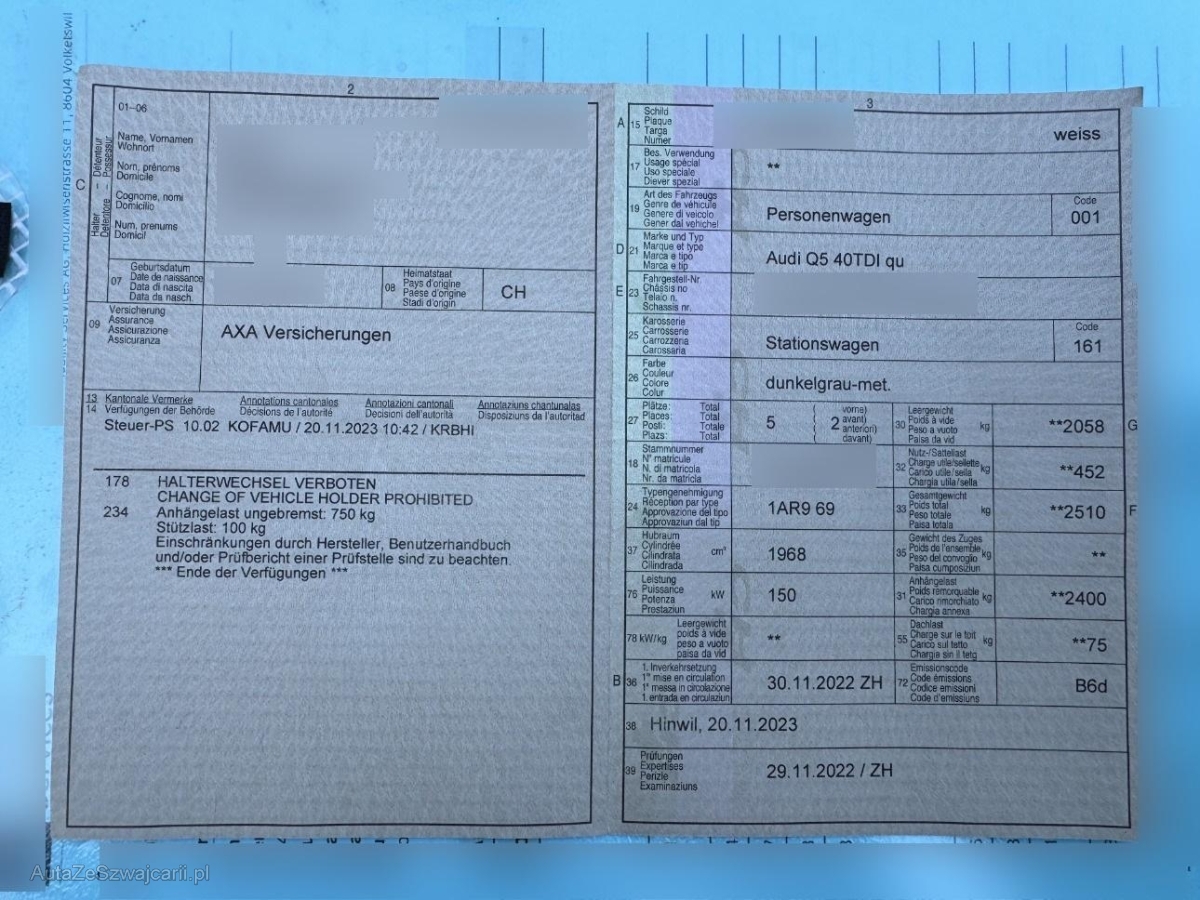 2
01–06
Name, Vornamen
Wohnort
Nom, prénoms
Domicile
Cognome, nomi
Domicilio
Num, prenums
Domicil
C
Halter – Détenteur
Detentore – Possessur
07
Geburtsdatum
Date de naissance
Data di nascita
Data da nasch.
08
Heimatstaat
Pays d'origine
Paese d'origine
Stadi d'origin
CH
09
Versicherung
Assurance
Assicurazione
Assicuranza
AXA Versicherungen
13 Kantonale Vermerke Annotations cantonales Annotazioni cantonali Annotaziuns chantunalas
14 Verfügungen der Behörde Décisions de l'autorité Decisioni dell'autorità Disposiziuns da l'autoritad
Steuer-PS 10.02 KOFAMU / 20.11.2023 10:42 / KRBHI
178 HALTERWECHSEL VERBOTEN
CHANGE OF VEHICLE HOLDER PROHIBITED
234 Anhängelast ungebremst: 750 kg
Stützlast: 100 kg
Einschränkungen durch Hersteller, Benutzerhandbuch
und/oder Prüfbericht einer Prüfstelle sind zu beachten.
*** Ende der Verfügungen ***
3
A 15
Schild
Plaque
Targa
Numer
weiss
17
Bes. Verwendung
Usage spécial
Uso speciale
Diever spezial
**
19
Art des Fahrzeugs
Genre de véhicule
Genere di veicolo
Gener dal vehichel
Personenwagen
Code
001
D 21
Marke und Typ
Marque et type
Marca e tipo
Marca e tip
Audi Q5 40TDI qu
E 23
Fahrgestell-Nr.
Châssis no
Telaio n.
Schassis nr.
25
Karosserie
Carrosserie
Carrozzeria
Carossaria
Stationswagen
Code
161
26
Farbe
Couleur
Colore
Colur
dunkelgrau-met.
27
Plätze: Total
Places: Total
Posti: Totale
Plazs: Total
5
2
vorne)
avant)
anteriori)
davant)
30
Leergewicht
Poids à vide
Peso a vuoto
Paisa da vid
kg
**2058
G
18
Stammnummer
N° matricule
N. di matricola
Nr. da matricla
32
Nutz-/Sattellast
Charge utile/sellette
Carico utile/sella
Chargia utila/sella
kg
**452
24
Typengenehmigung
Réception par type
Approvazione del tipo
Approvaziun dal tip
1AR9 69
33
Gesamtgewicht
Poids total
Peso totale
Paisa totala
kg
**2510
F
37
Hubraum
Cylindrée
Cilindrata
Cilindrada
cm³
1968
35
Gewicht des Zuges
Poids de l'ensemble
Peso del convoglio
Paisa cumposiziun
kg
**
76
Leistung
Puissance
Potenza
Prestaziun
kW
150
31
Anhängelast
Poids remorquable
Carico rimorchiato
Chargia annexa
kg
**2400
78 kW/kg
Leergewicht
poids à vide
peso a vuoto
paisa da vid
**
55
Dachlast
Charge sur le toit
Carico sul tetto
Chargia sin il tetg
kg
**75
B 36
1. Inverkehrsetzung
1re mise en circulation
1a messa in circolazione
1. entrada en circulaziun
30.11.2022 ZH
72
Emissionscode
Code émissions
Codice emissioni
Code d'emissiuns
B6d
38 Hinwil, 20.11.2023
39
Prüfungen
Expertises
Perizie
Examinaziuns
29.11.2022 / ZH
AutaZeSzwajcarii.pl